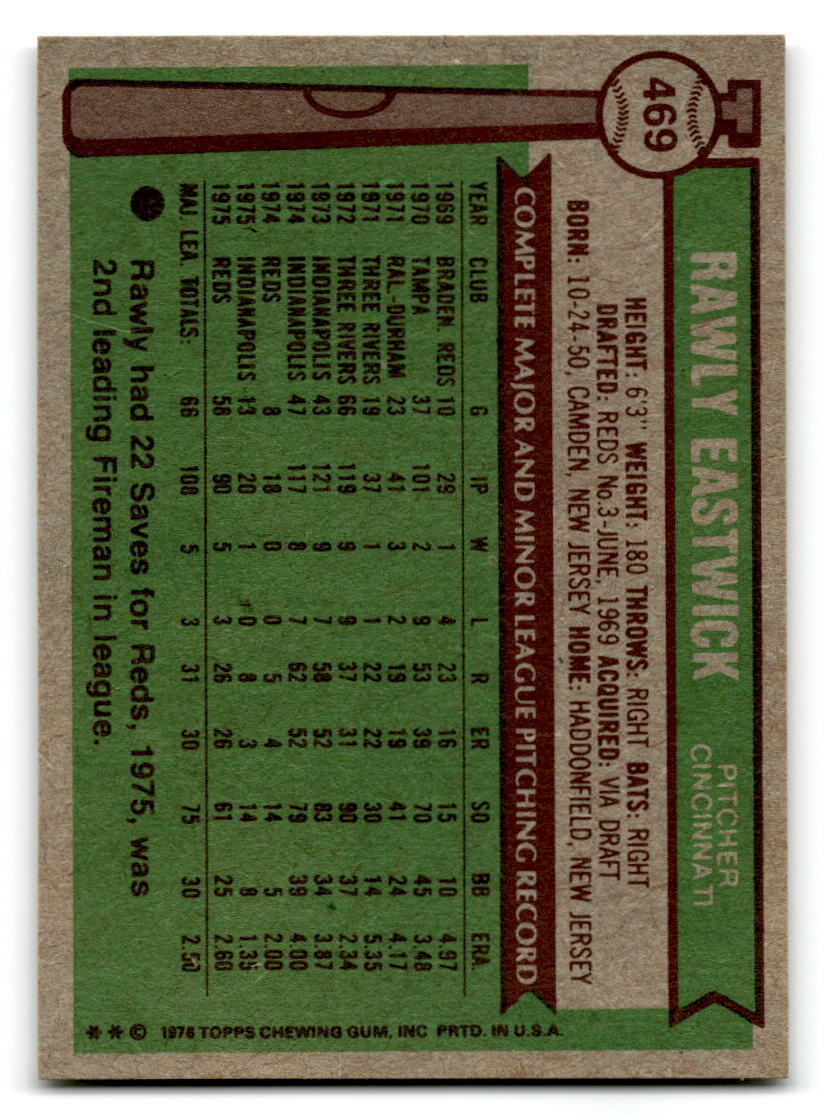 469
RAWLY EASTWICK
PITCHER
CINCINNATI
HEIGHT: 6'3" WEIGHT: 180 THROWS: RIGHT BATS: RIGHT
DRAFTED: REDS No.3-JUNE, 1969 ACQUIRED: VIA DRAFT
BORN: 10-24-50, CAMDEN, NEW JERSEY HOME: HADDONFIELD, NEW JERSEY
COMPLETE MAJOR AND MINOR LEAGUE PITCHING RECORD
YEAR CLUB G IP W L R ER SO BB ERA
1969 BRADEN REDS 10 29 1 4 23 16 15 10 4.97
1970 TAMPA 37 101 2 9 53 39 70 45 3.48
1971 RAL-DURHAM 23 41 3 2 19 19 41 24 4.17
1971 THREE RIVERS 19 37 1 1 22 22 30 14 5.35
1972 THREE RIVERS 66 119 9 9 37 31 90 37 2.34
1973 INDIANAPOLIS 43 121 9 7 58 52 83 34 3.87
1974 INDIANAPOLIS 47 117 8 7 62 52 79 39 4.00
1974 REDS 8 18 0 0 5 4 14 5 2.00
1975 INDIANAPOLIS 13 20 1 0 8 3 14 8 1.35
1975 REDS 58 90 5 3 26 26 61 25 2.60
MAJ. LEA. TOTALS: 66 108 5 3 31 30 75 30 2.50
Rawly had 22 Saves for Reds, 1975, was
2nd leading Fireman in league.
* * © 1976 TOPPS CHEWING GUM, INC PRTD. IN U.S.A.